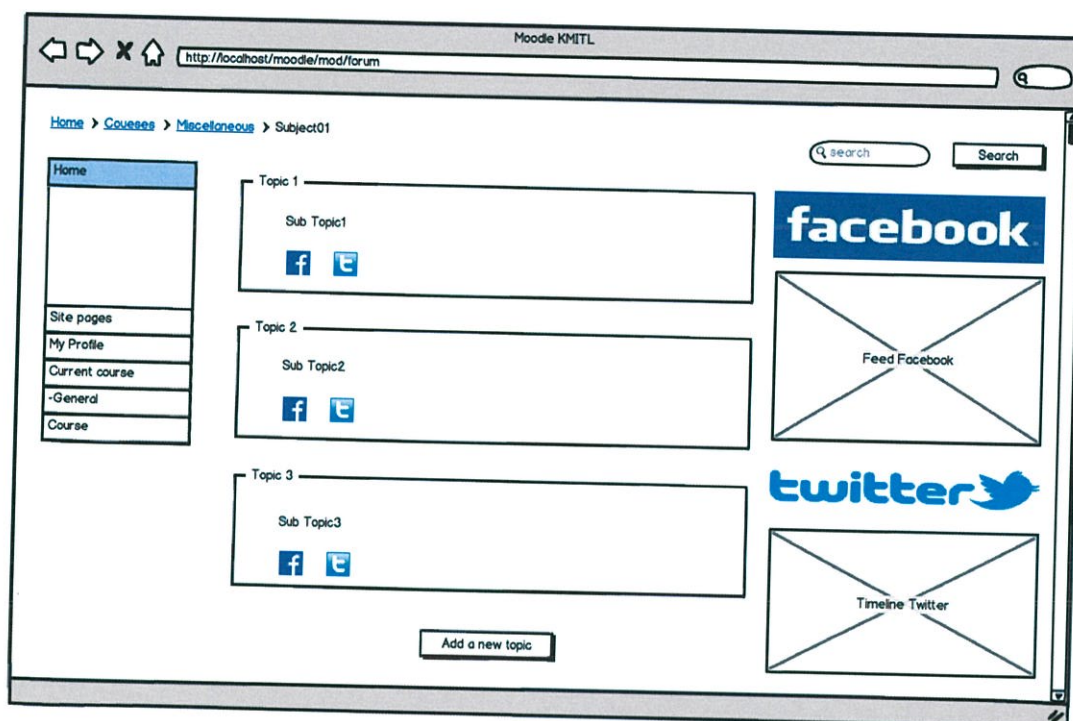 Moodle KMITL
http://localhost/moodle/mod/forum
Home > Coueses > Miscellaneous > Subject01
search
Search
Home
Site pages
My Profile
Current course
-General
Course
Topic 1
Sub Topic1
f t
Topic 2
Sub Topic2
f t
Topic 3
Sub Topic3
f t
Add a new topic
facebook
Feed Facebook
twitter
Timeline Twitter